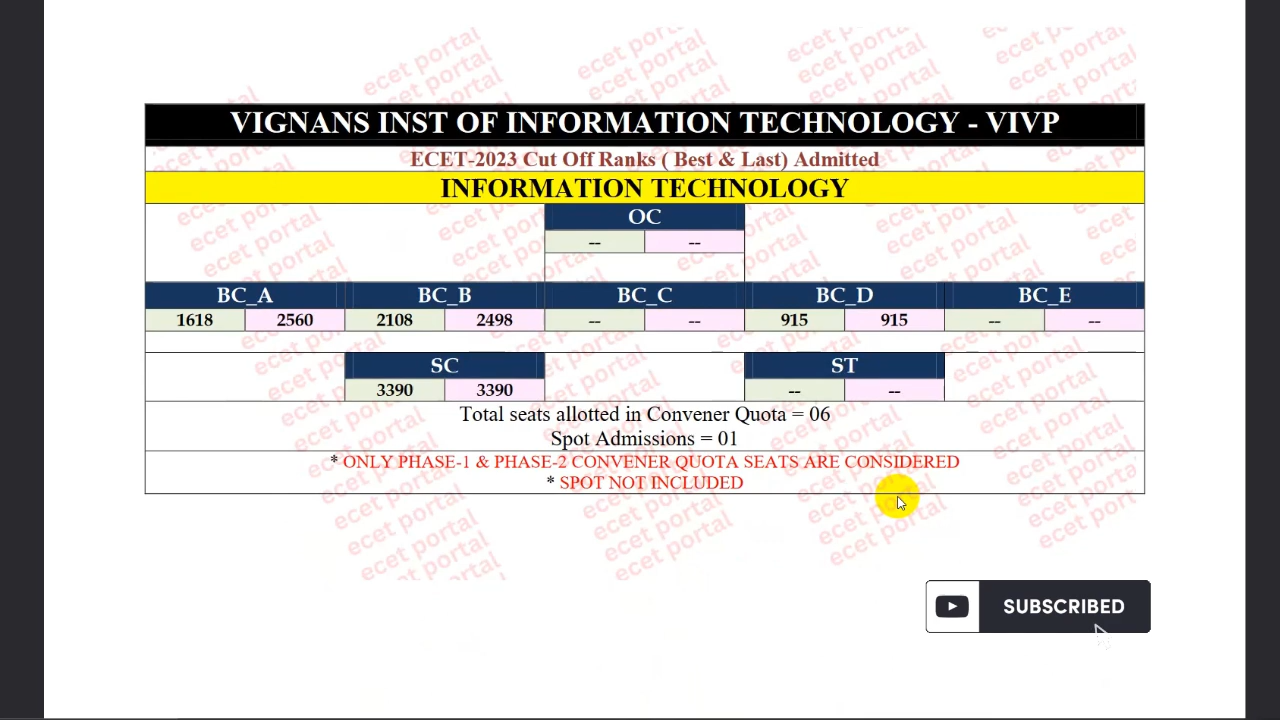 VIGNANS INST OF INFORMATION TECHNOLOGY - VIVP
ECET-2023 Cut Off Ranks ( Best & Last) Admitted
INFORMATION TECHNOLOGY
OC
-- --
BC_A BC_B BC_C BC_D BC_E
1618 2560 2108 2498 -- -- 915 915 -- --
SC ST
3390 3390 -- --
Total seats allotted in Convener Quota = 06
Spot Admissions = 01
* ONLY PHASE-1 & PHASE-2 CONVENER QUOTA SEATS ARE CONSIDERED
* SPOT NOT INCLUDED
SUBSCRIBED
ecet portal